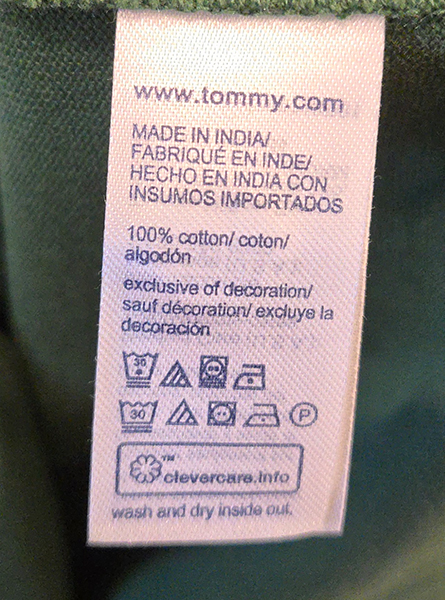 www.tommy.com
MADE IN INDIA/
FABRIQUÉ EN INDE/
HECHO EN INDIA CON
INSUMOS IMPORTADOS
100% cotton/ coton/
algodón
exclusive of decoration/
sauf décoration/ excluye la
decoración
30
30 P
™
clevercare.info
wash and dry inside out.